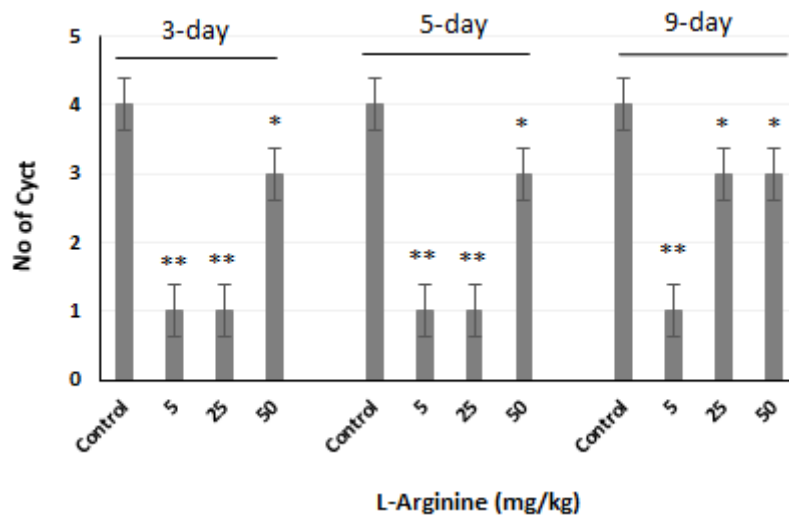 3-day 5-day 9-day
5
4
3
2
1
0
No of Cyct
* * * *
** ** ** ** **
Control 5 25 50 Control 5 25 50 Control 5 25 50
L-Arginine (mg/kg)